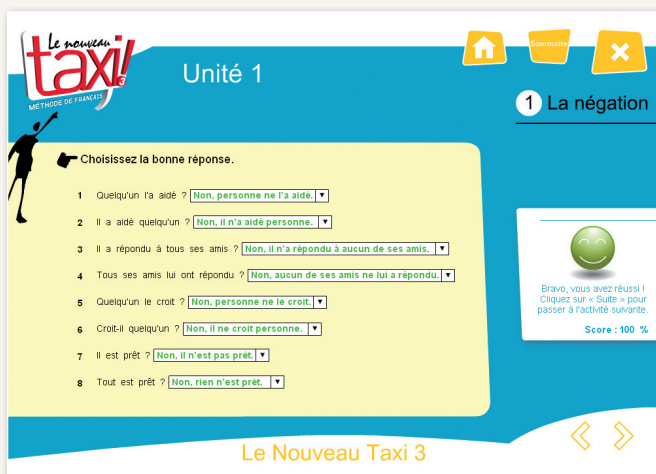 Le nouveau
taxi!
3
MÉTHODE DE FRANÇAIS
Unité 1
Sommaire
1 La négation
Choisissez la bonne réponse.
1 Quelqu'un l'a aidé ? Non, personne ne l'a aidé.
2 Il a aidé quelqu'un ? Non, il n'a aidé personne.
3 Il a répondu à tous ses amis ? Non, il n'a répondu à aucun de ses amis.
4 Tous ses amis lui ont répondu ? Non, aucun de ses amis ne lui a répondu.
5 Quelqu'un le croit ? Non, personne ne le croit.
6 Croit-il quelqu'un ? Non, il ne croit personne.
7 Il est prêt ? Non, il n'est pas prêt.
8 Tout est prêt ? Non, rien n'est prêt.
Bravo, vous avez réussi !
Cliquez sur « Suite » pour
passer à l'activité suivante.
Score : 100 %
Le Nouveau Taxi 3